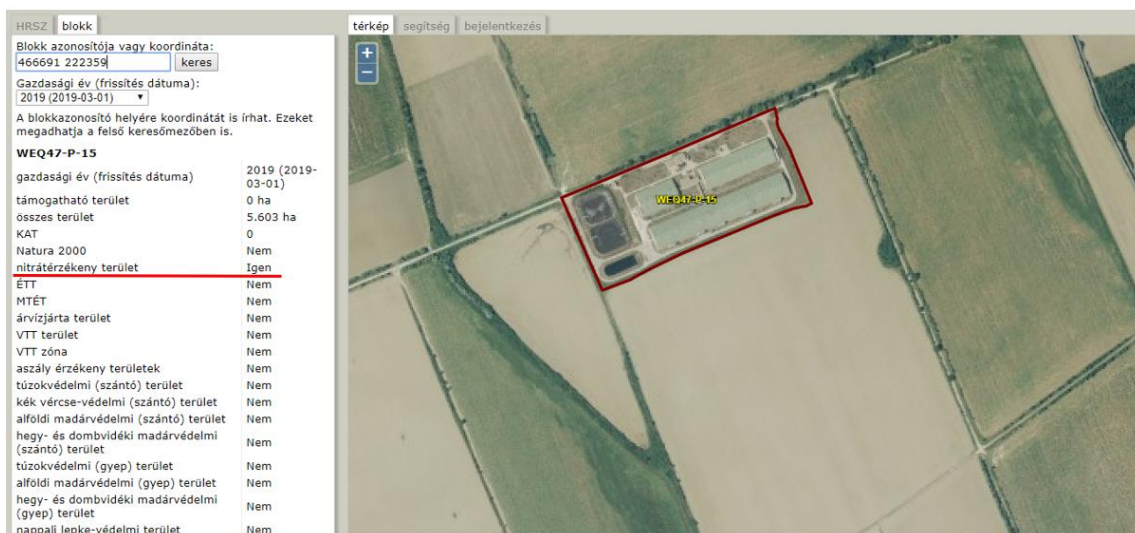 HRSZ blokk
Blokk azonosítója vagy koordináta:
466691 222359 keres
Gazdasági év (frissítés dátuma):
2019 (2019-03-01)
A blokkazonosító helyére koordinátát is írhat. Ezeket
megadhatja a felső keresőmezőben is.
WEQ47-P-15
gazdasági év (frissítés dátuma) 2019 (2019-
03-01)
támogatható terület 0 ha
összes terület 5.603 ha
KAT 0
Natura 2000 Nem
nitrátérzékeny terület Igen
ÉTT Nem
MTÉT Nem
árvízjárta terület Nem
VTT terület Nem
VTT zóna Nem
aszály érzékeny területek Nem
túzokvédelmi (szántó) terület Nem
kék vércse-védelmi (szántó) terület Nem
alföldi madárvédelmi (szántó) terület Nem
hegy- és dombvidéki madárvédelmi
(szántó) terület Nem
túzokvédelmi (gyep) terület Nem
alföldi madárvédelmi (gyep) terület Nem
hegy- és dombvidéki madárvédelmi
(gyep) terület Nem
nappali lepke-védelmi terület Nem
térkép segítség bejelentkezés
+
−
WEQ47-P-15